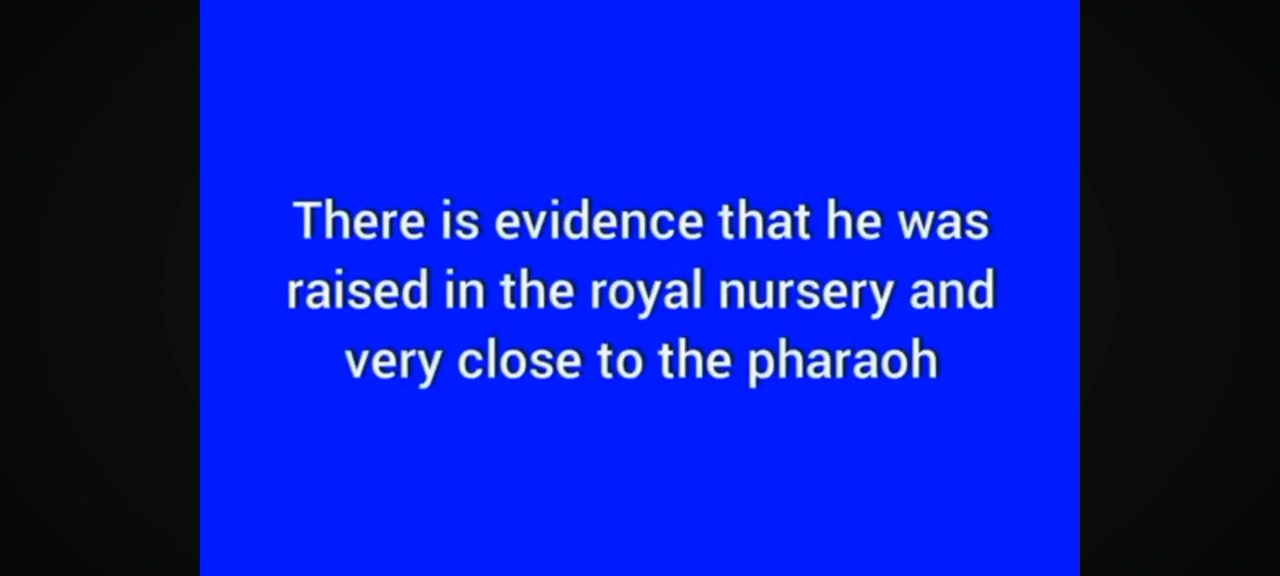 There is evidence that he was
raised in the royal nursery and
very close to the pharaoh